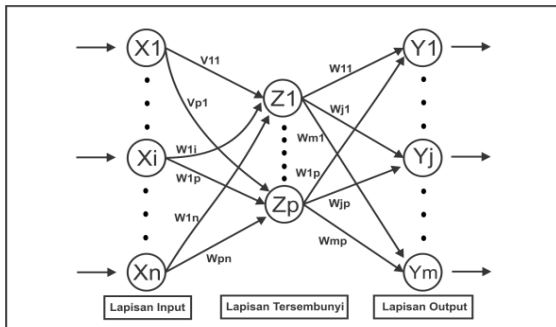 X1
V11
Vp1
Z1
W11
Wj1
Wm1
Y1
Xi
W1i
W1p
W1n
Zp
W1p
Wjp
Wmp
Yj
Wpn
Xn
Ym
Lapisan Input
Lapisan Tersembunyi
Lapisan Output